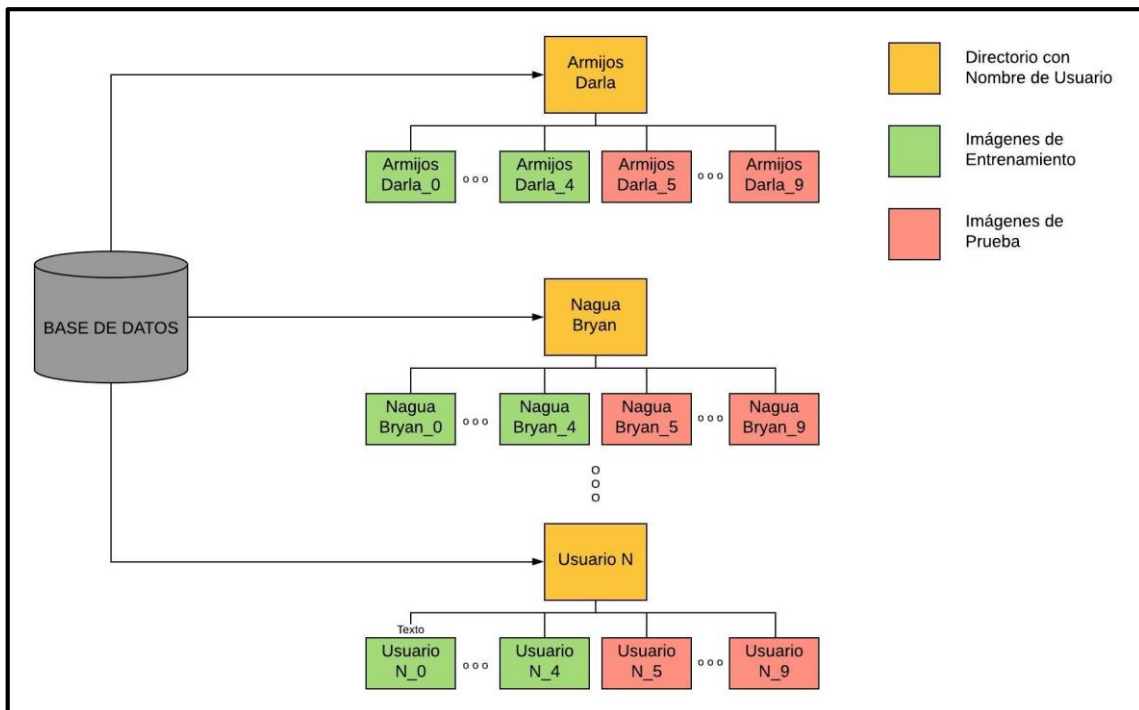 Armijos
Darla
Directorio con
Nombre de Usuario
Imágenes de
Entrenamiento
Imágenes de
Prueba
Armijos
Darla_0
o o o
Armijos
Darla_4
Armijos
Darla_5
o o o
Armijos
Darla_9
BASE DE DATOS
Nagua
Bryan
Nagua
Bryan_0
o o o
Nagua
Bryan_4
Nagua
Bryan_5
o o o
Nagua
Bryan_9
O
O
O
Usuario N
Texto
Usuario
N_0
o o o
Usuario
N_4
Usuario
N_5
o o o
Usuario
N_9